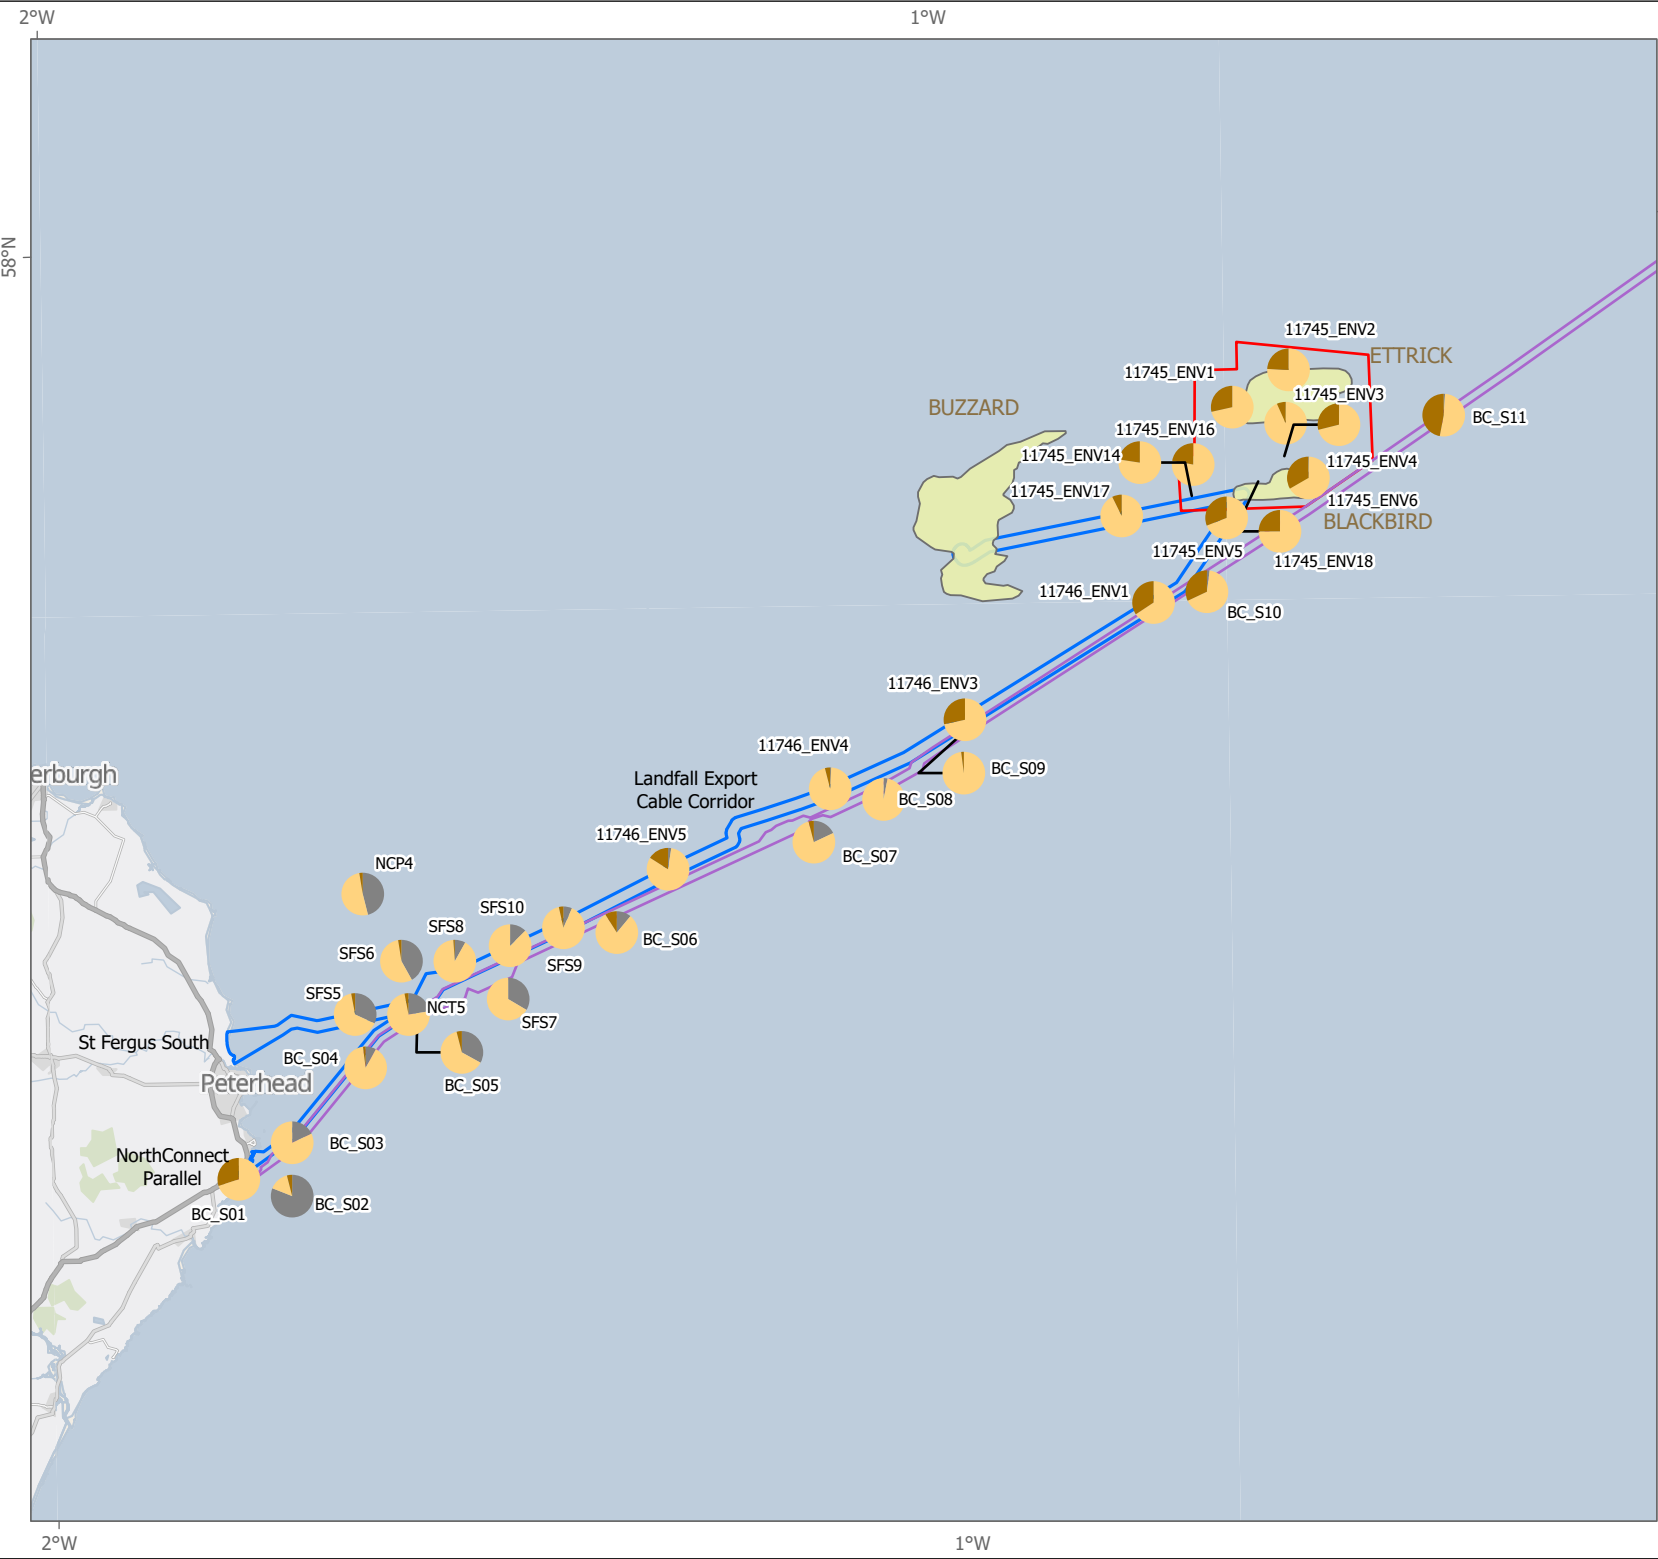 2°W
1°W
58°N
11745_ENV2
ETTRICK
11745_ENV1
11745_ENV3
BUZZARD
BC_S11
11745_ENV16
11745_ENV14
11745_ENV4
11745_ENV17
11745_ENV6
BLACKBIRD
11745_ENV5
11745_ENV18
11746_ENV1
BC_S10
11746_ENV3
11746_ENV4
BC_S09
Landfall Export
Cable Corridor
BC_S08
erburgh
11746_ENV5
BC_S07
NCP4
SFS10
SFS8
BC_S06
SFS6
SFS9
SFS5
NCT5
SFS7
St Fergus South
BC_S04
Peterhead
BC_S05
BC_S03
NorthConnect
Parallel
BC_S02
BC_S01
2°W
1°W